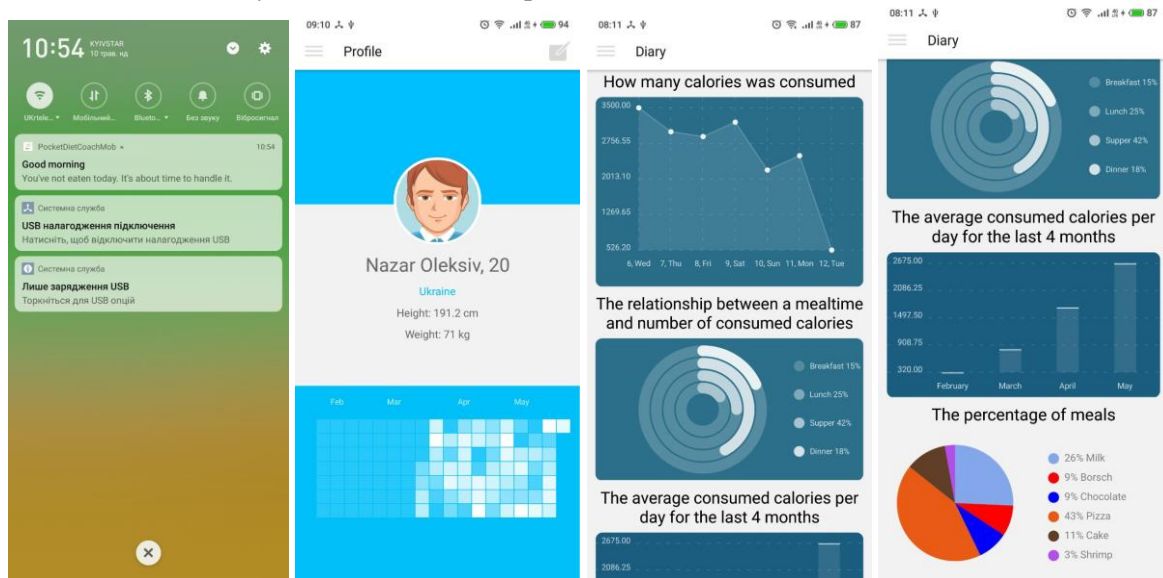 10:54
KYIVSTAR
10 трав. нд
UKrtele...
Мобільний...
Blueto...
Без звуку
Вібросигнал
PocketDietCoachMob
10:54
Good morning
You've not eaten today. It's about time to handle it.
Системна служба
USB налагодження підключення
Натисніть, щоб відключити налагодження USB
Системна служба
Лише зарядження USB
Торкніться для USB опцій
09:10
94
Profile
Nazar Oleksiv, 20
Ukraine
Height: 191.2 cm
Weight: 71 kg
Feb Mar Apr May
08:11
87
Diary
How many calories was consumed
3500.00
2756.55
2013.10
1269.65
526.20
6, Wed 7, Thu 8, Fri 9, Sat 10, Sun 11, Mon 12, Tue
The relationship between a mealtime
and number of consumed calories
Breakfast 15%
Lunch 25%
Supper 42%
Dinner 18%
The average consumed calories per
day for the last 4 months
2675.00
2086.25
08:11
87
Diary
Breakfast 15%
Lunch 25%
Supper 42%
Dinner 18%
The average consumed calories per
day for the last 4 months
2675.00
2086.25
1497.50
908.75
320.00
February March April May
The percentage of meals
26% Milk
9% Borsch
9% Chocolate
43% Pizza
11% Cake
3% Shrimp